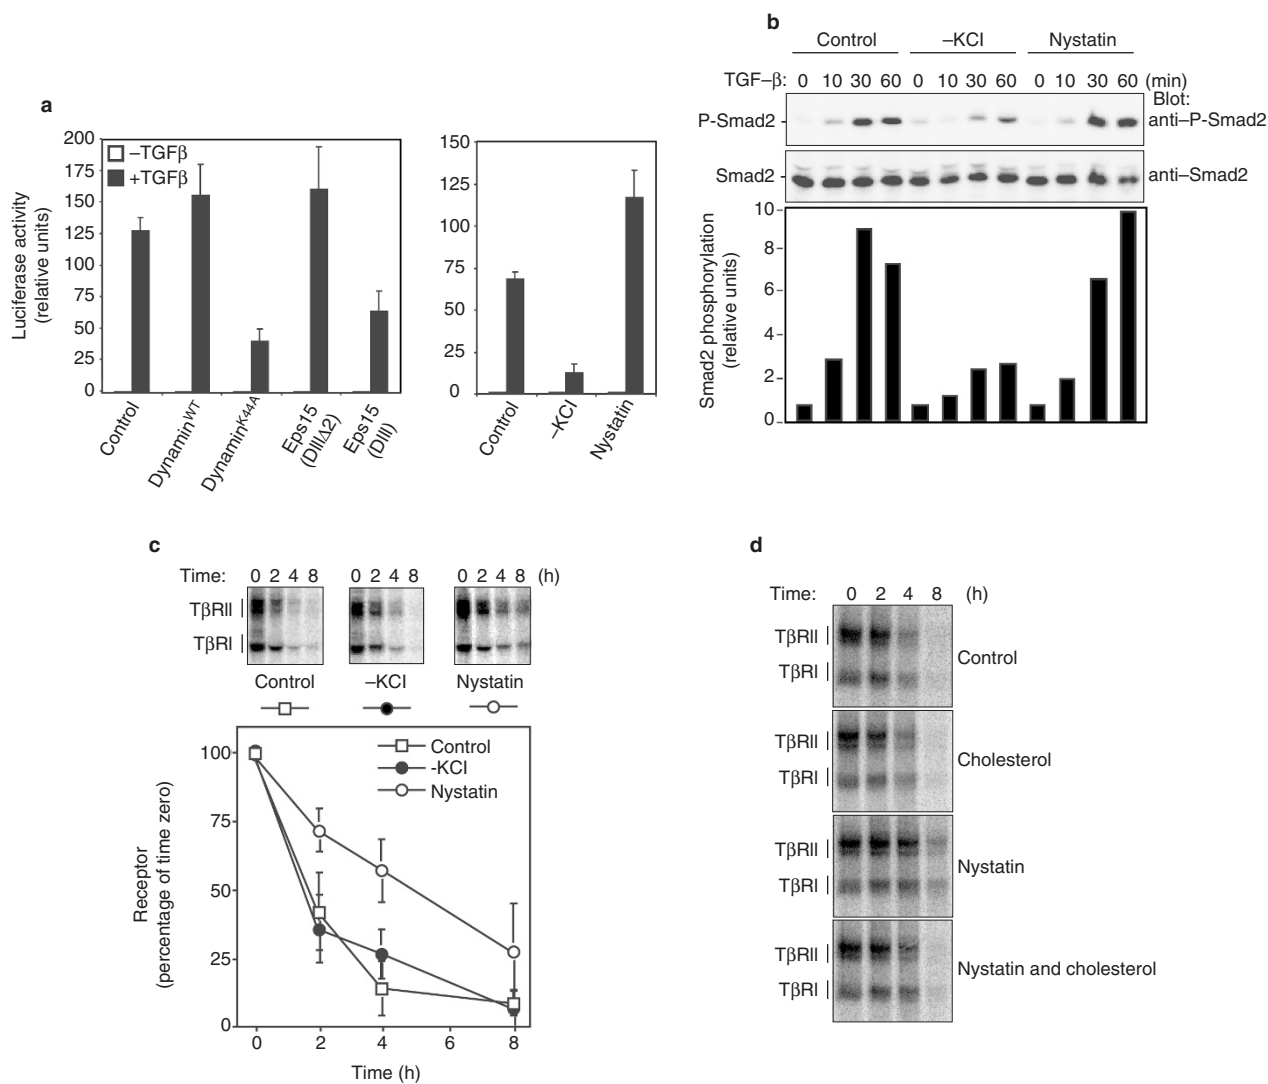 a
Luciferase activity
(relative units)
200
175
150
125
100
75
50
25
0
–TGFβ
+TGFβ
Control
Dynamin^WT
Dynamin^K44A
Eps15
(DIII∆2)
Eps15
(DIII)
150
125
100
75
50
25
0
Control
–KCl
Nystatin
b
Control –KCl Nystatin
TGF–β: 0 10 30 60 0 10 30 60 0 10 30 60 (min)
Blot:
P-Smad2 anti–P-Smad2
Smad2 anti–Smad2
Smad2 phosphorylation
(relative units)
10
8
6
4
2
0
c
Time: 0 2 4 8 0 2 4 8 0 2 4 8 (h)
TβRII
TβRI
Control –KCl Nystatin
Receptor
(percentage of time zero)
100
75
50
25
0
Control
-KCl
Nystatin
0 2 4 6 8
Time (h)
d
Time: 0 2 4 8 (h)
TβRII
TβRI
Control
TβRII
TβRI
Cholesterol
TβRII
TβRI
Nystatin
TβRII
TβRI
Nystatin and cholesterol